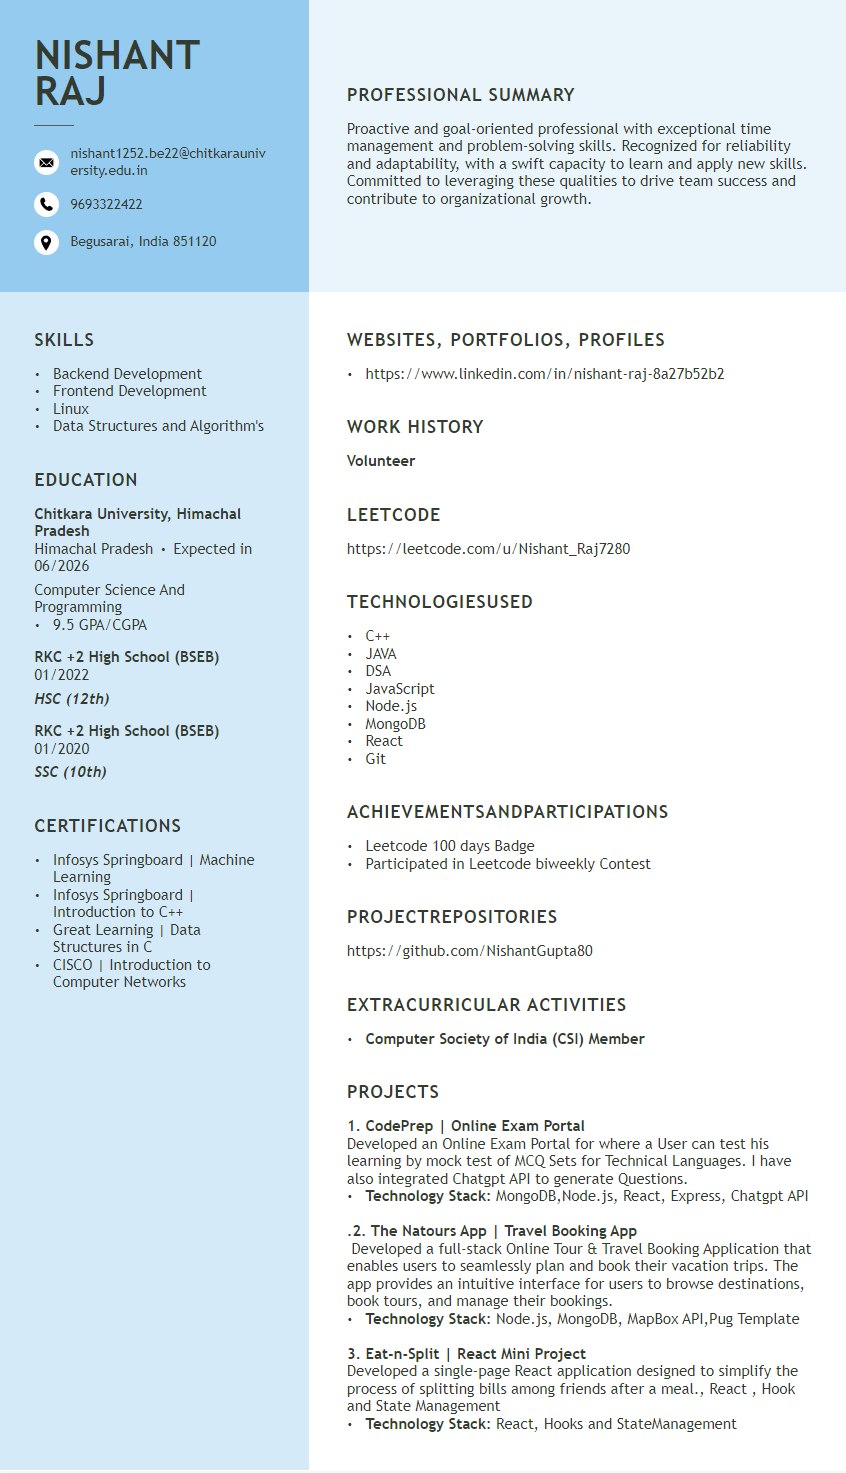 NISHANT
RAJ
nishant1252.be22@chitkarauniv
ersity.edu.in
9693322422
Begusarai, India 851120
PROFESSIONAL SUMMARY
Proactive and goal-oriented professional with exceptional time
management and problem-solving skills. Recognized for reliability
and adaptability, with a swift capacity to learn and apply new skills.
Committed to leveraging these qualities to drive team success and
contribute to organizational growth.
SKILLS
• Backend Development
• Frontend Development
• Linux
• Data Structures and Algorithm's
EDUCATION
Chitkara University, Himachal
Pradesh
Himachal Pradesh • Expected in
06/2026
Computer Science And
Programming
• 9.5 GPA/CGPA
RKC +2 High School (BSEB)
01/2022
HSC (12th)
RKC +2 High School (BSEB)
01/2020
SSC (10th)
CERTIFICATIONS
• Infosys Springboard | Machine
Learning
• Infosys Springboard |
Introduction to C++
• Great Learning | Data
Structures in C
• CISCO | Introduction to
Computer Networks
WEBSITES, PORTFOLIOS, PROFILES
• https://www.linkedin.com/in/nishant-raj-8a27b52b2
WORK HISTORY
Volunteer
LEETCODE
https://leetcode.com/u/Nishant_Raj7280
TECHNOLOGIESUSED
• C++
• JAVA
• DSA
• JavaScript
• Node.js
• MongoDB
• React
• Git
ACHIEVEMENTSANDPARTICIPATIONS
• Leetcode 100 days Badge
• Participated in Leetcode biweekly Contest
PROJECTREPOSITORIES
https://github.com/NishantGupta80
EXTRACURRICULAR ACTIVITIES
• Computer Society of India (CSI) Member
PROJECTS
1. CodePrep | Online Exam Portal
Developed an Online Exam Portal for where a User can test his
learning by mock test of MCQ Sets for Technical Languages. I have
also integrated Chatgpt API to generate Questions.
• Technology Stack: MongoDB,Node.js, React, Express, Chatgpt API
.2. The Natours App | Travel Booking App
Developed a full-stack Online Tour & Travel Booking Application that
enables users to seamlessly plan and book their vacation trips. The
app provides an intuitive interface for users to browse destinations,
book tours, and manage their bookings.
• Technology Stack: Node.js, MongoDB, MapBox API,Pug Template
3. Eat-n-Split | React Mini Project
Developed a single-page React application designed to simplify the
process of splitting bills among friends after a meal., React , Hook
and State Management
• Technology Stack: React, Hooks and StateManagement